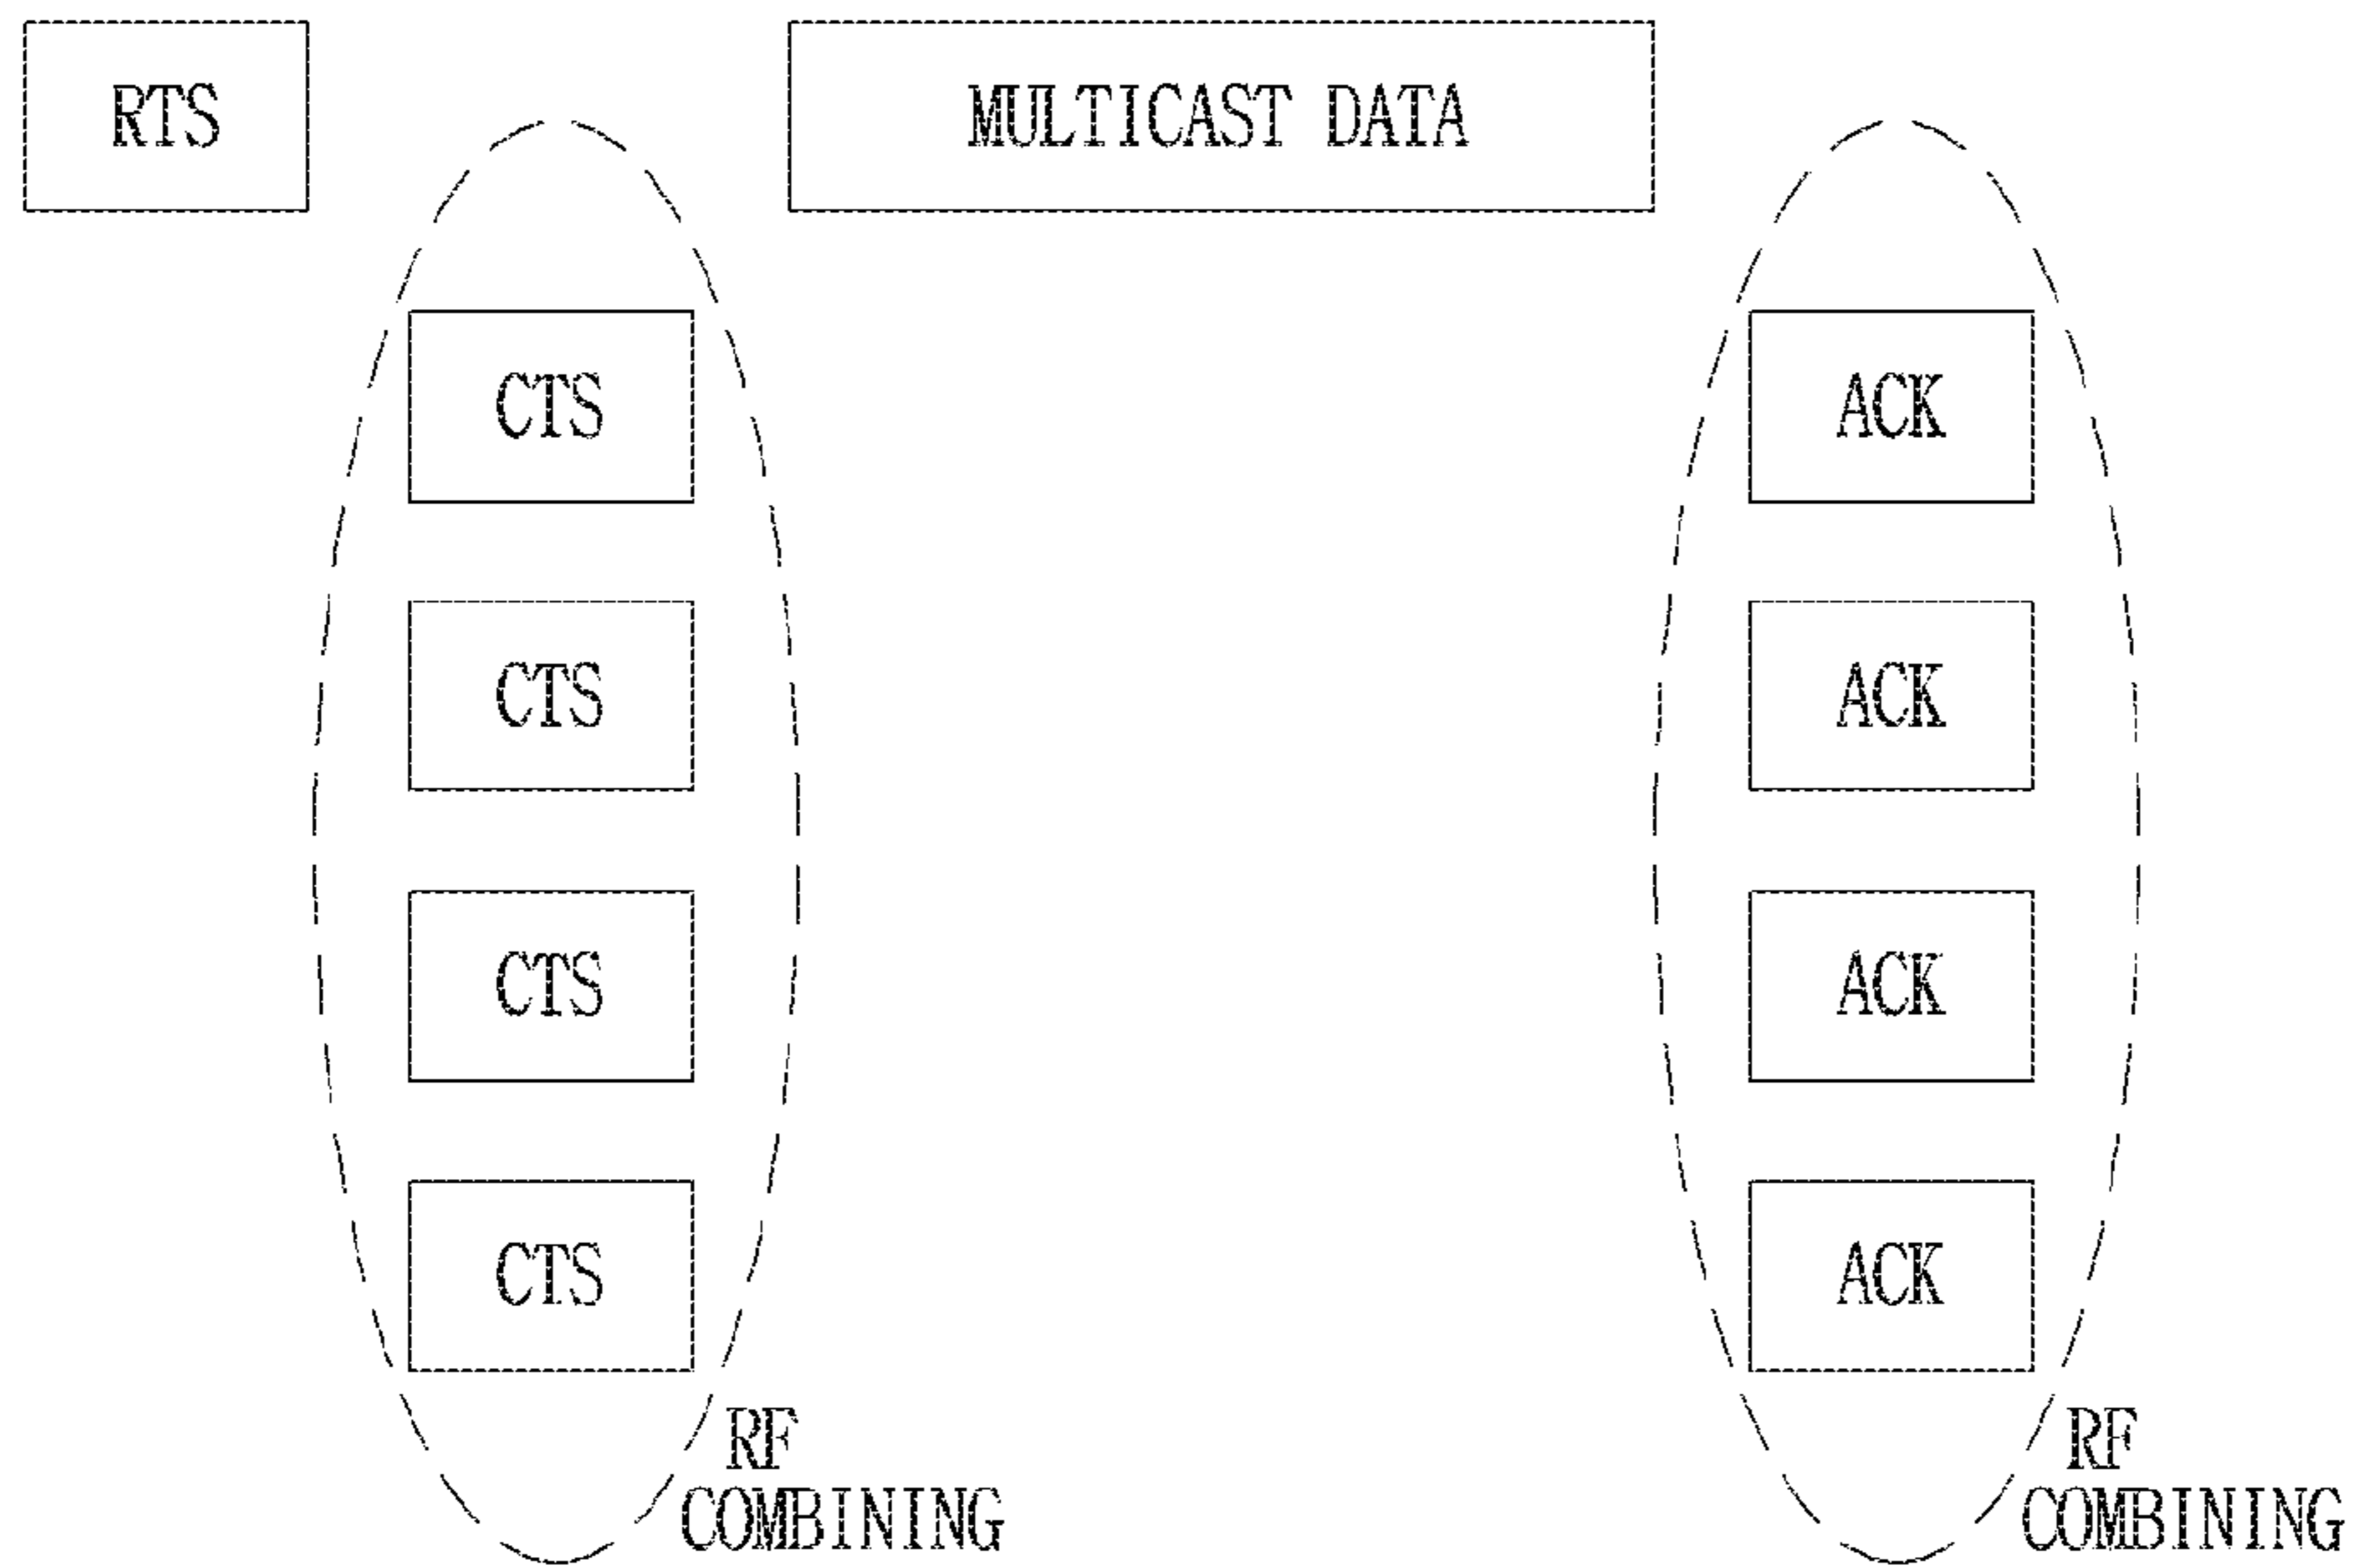 RTS
MULTICAST DATA
CTS
ACK
CTS
ACK
CTS
ACK
CTS
ACK
RF
COMBINING
RF
COMBINING